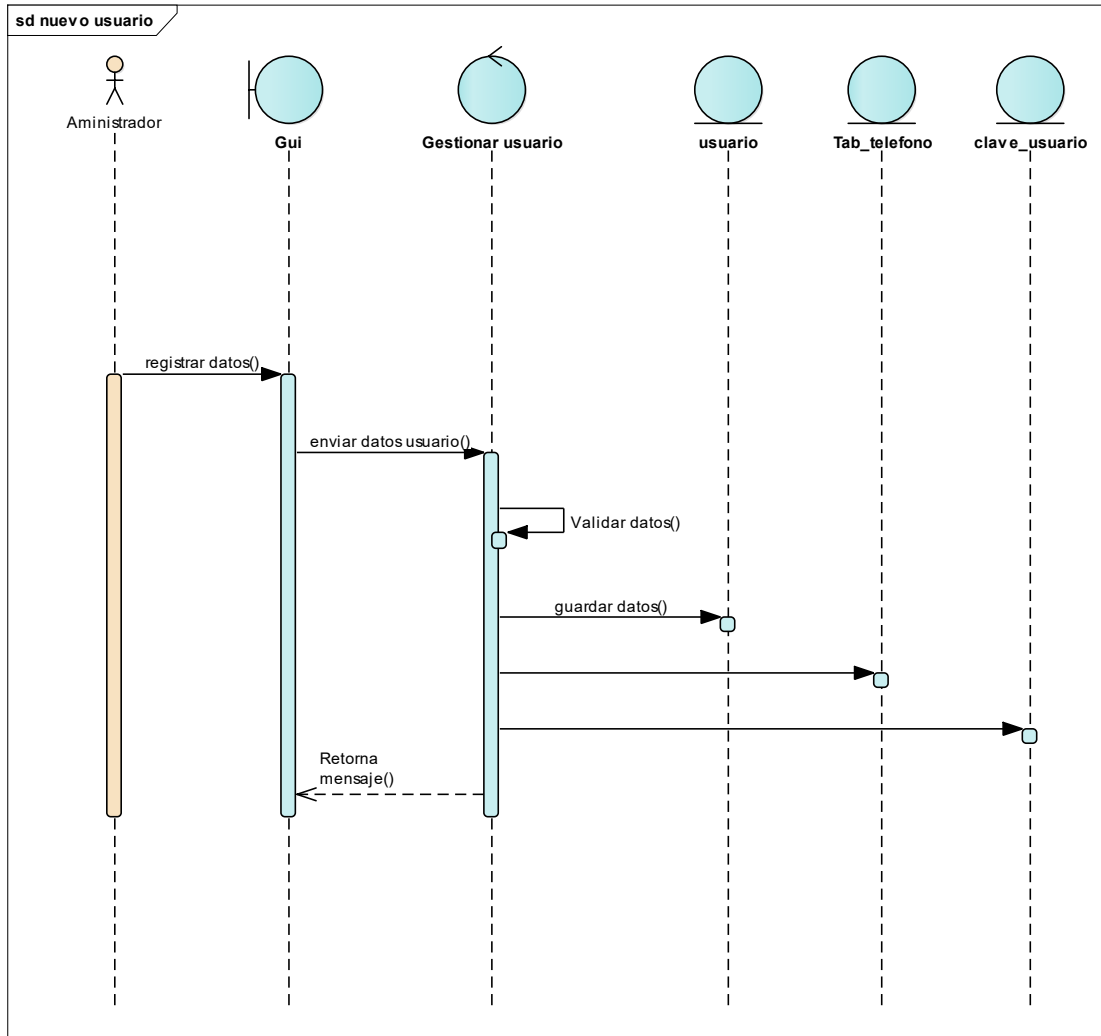 sd nuevo usuario
Aministrador
Gui
Gestionar usuario
usuario
Tab_telefono
clave_usuario
registrar datos()
enviar datos usuario()
Validar datos()
guardar datos()
Retorna
mensaje()